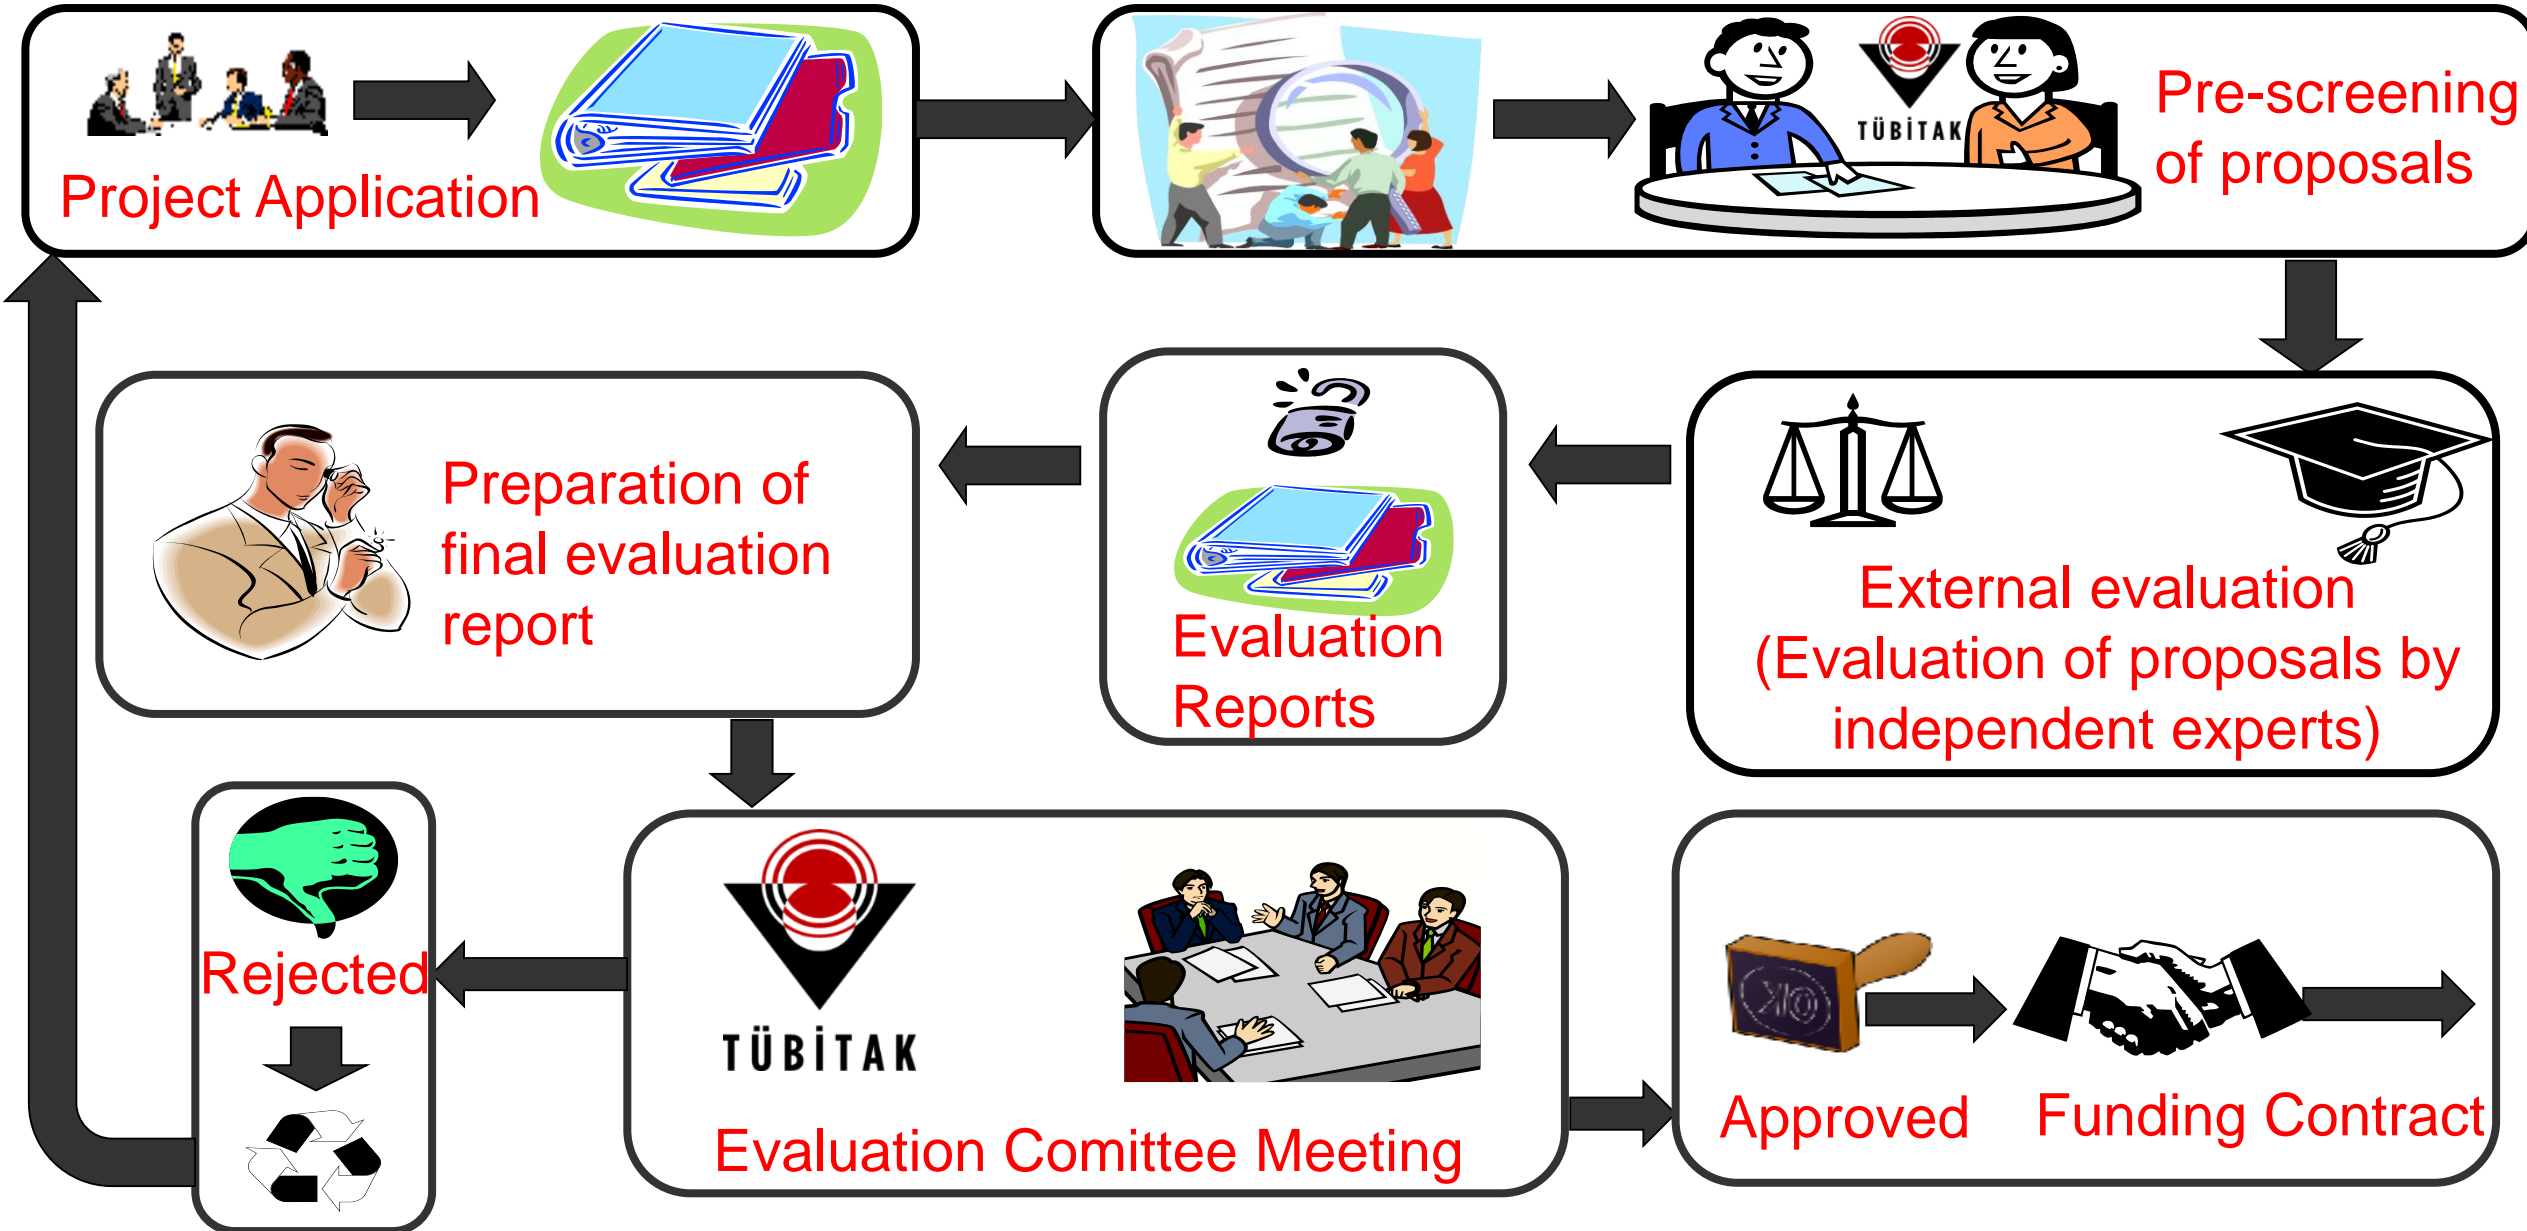 Project Application
TÜBİTAK
Pre-screening
of proposals
Preparation of
final evaluation
report
Evaluation
Reports
External evaluation
(Evaluation of proposals by
independent experts)
Rejected
TÜBİTAK
Evaluation Comittee Meeting
OK
Approved
Funding Contract